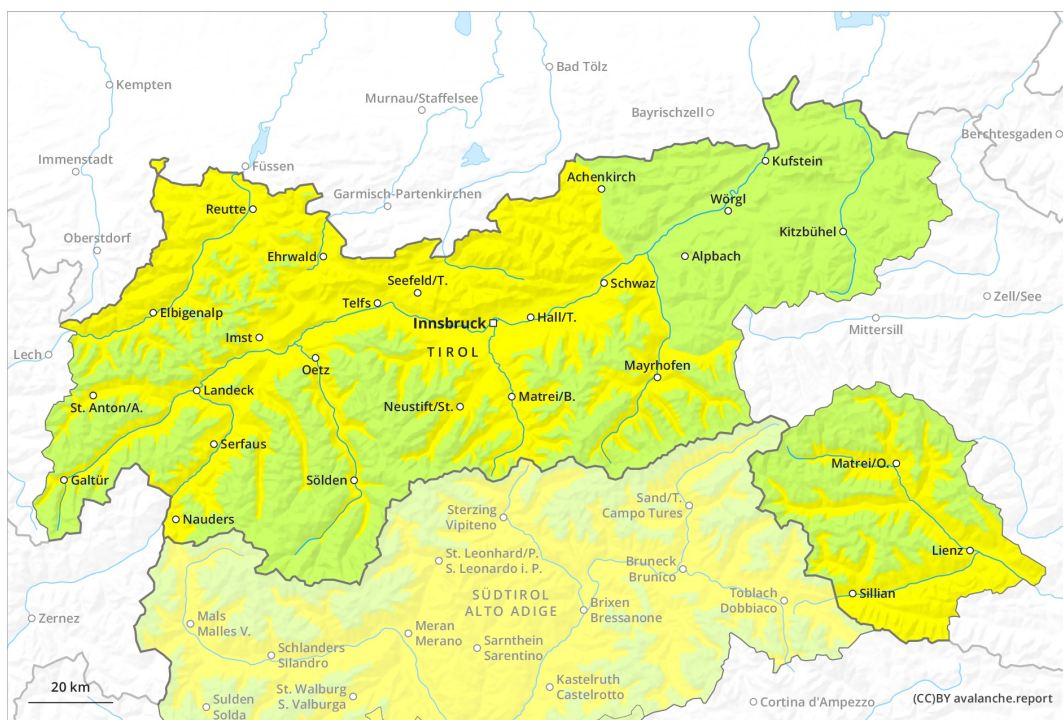 Bad Tölz
Kempten
Murnau/Staffelsee
Bayrischzell
Berchtesgaden
Immenstadt
Füssen
Kufstein
Achenkirch
Garmisch-Partenkirchen
Reutte
Wörgl
Oberstdorf
Kitzbühel
Ehrwald
Alpbach
Seefeld/T.
Schwaz
Zell/See
Telfs
Elbigenalp
Hall/T.
Innsbruck
Mittersill
Imst
Lech
TIROL
Oetz
Mayrhofen
Landeck
St. Anton/A.
Neustift/St.
Matrei/B.
Serfaus
Matrei/O.
Galtür
Sölden
Sand/T.
Campo Tures
Sterzing
Vipiteno
Nauders
Lienz
St. Leonhard/P.
S. Leonardo i. P.
Bruneck
Brunico
SÜDTIROL
ALTO ADIGE
Toblach
Dobbiaco
Sillian
Brixen
Bressanone
Zernez
Mals
Malles V.
Meran
Merano
Sarnthein
Sarentino
Schlanders
Silandro
Kastelruth
Castelrotto
20 km
St. Walburg
S. Valburga
Sulden
Solda
Cortina d'Ampezzo
(CC)BY avalanche.report